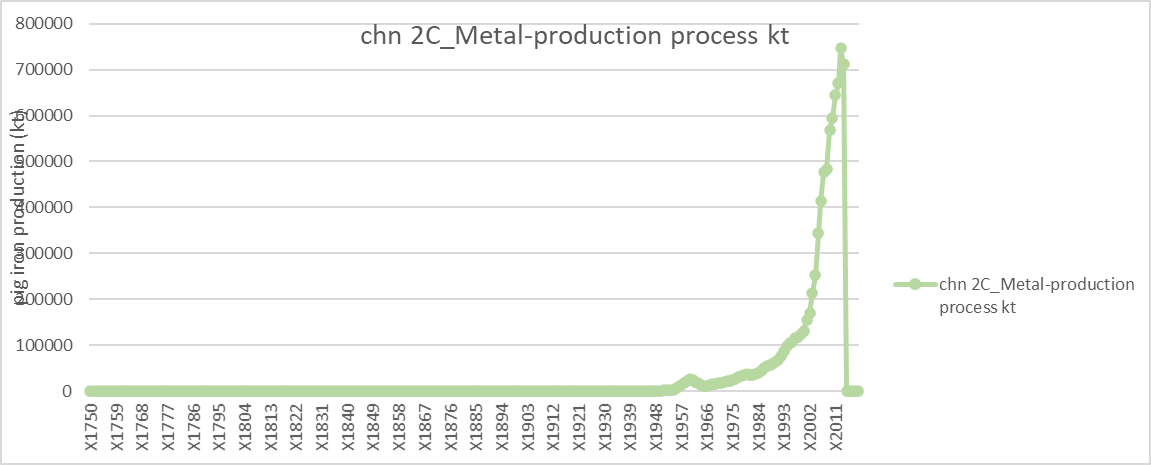 chn 2C_Metal-production process kt
pig iron production (kt)
800000
700000
600000
500000
400000
300000
200000
100000
0
X1750
X1759
X1768
X1777
X1786
X1795
X1804
X1813
X1822
X1831
X1840
X1849
X1858
X1867
X1876
X1885
X1894
X1903
X1912
X1921
X1930
X1939
X1948
X1957
X1966
X1975
X1984
X1993
X2002
X2011
chn 2C_Metal-production
process kt